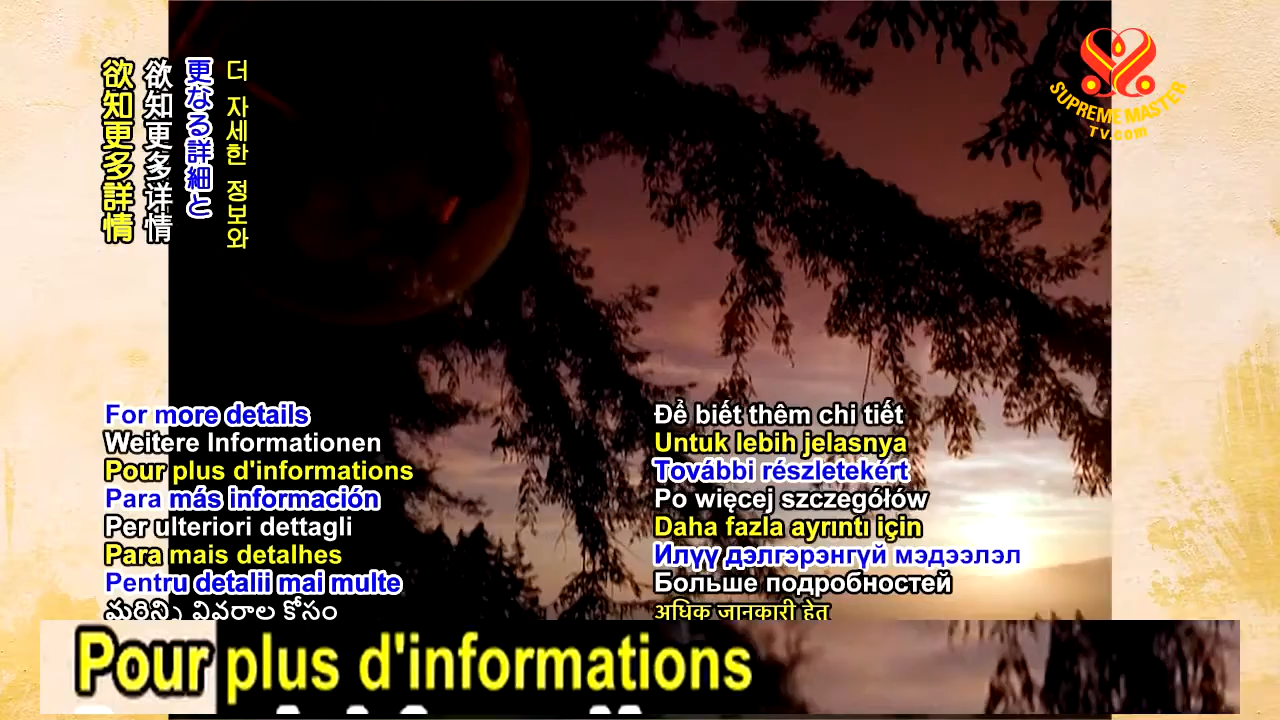 欲知更多詳情
欲知更多详情
更なる詳細と
더 자세한 정보와
SUPREME MASTER
TV.com
For more details
Weitere Informationen
Pour plus d'informations
Para más información
Per ulteriori dettagli
Para mais detalhes
Pentru detalii mai multe
మరిన్ని వివరాల కోసం
Để biết thêm chi tiết
Untuk lebih jelasnya
További részletekért
Po więcej szczegółów
Daha fazla ayrıntı için
Илүү дэлгэрэнгүй мэдээлэл
Больше подробностей
अधिक जानकारी हेतु
Pour plus d'informations